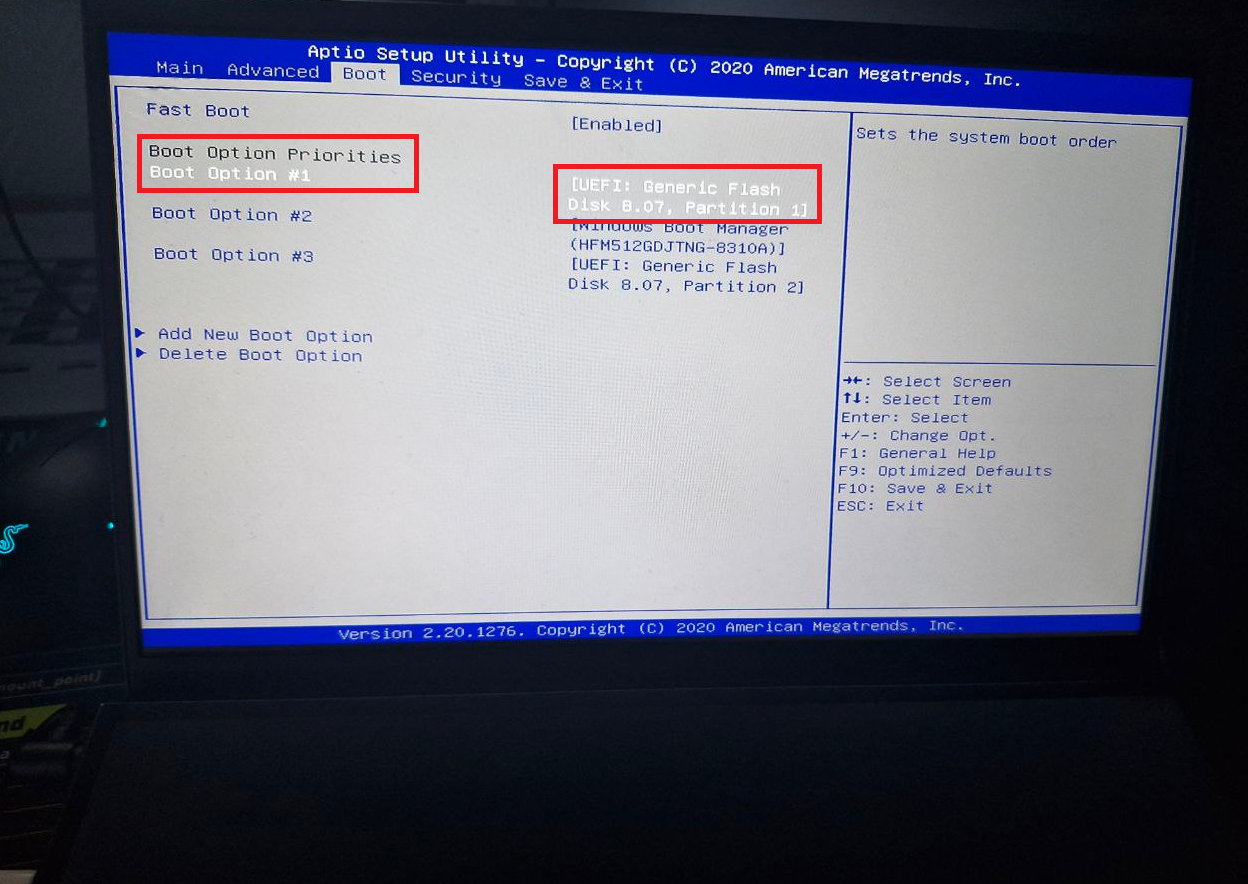 Aptio Setup Utility - Copyright (C) 2020 American Megatrends, Inc.
Main Advanced Boot Security Save & Exit
Fast Boot [Enabled]
Boot Option Priorities
Boot Option #1 [UEFI: Generic Flash
Disk 8.07, Partition 1]
Boot Option #2 [Windows Boot Manager
(HFM512GDJTNG-8310A)]
Boot Option #3 [UEFI: Generic Flash
Disk 8.07, Partition 2]
Add New Boot Option
Delete Boot Option
Sets the system boot order
→←: Select Screen
↑↓: Select Item
Enter: Select
+/-: Change Opt.
F1: General Help
F9: Optimized Defaults
F10: Save & Exit
ESC: Exit
Version 2.20.1276. Copyright (C) 2020 American Megatrends, Inc.